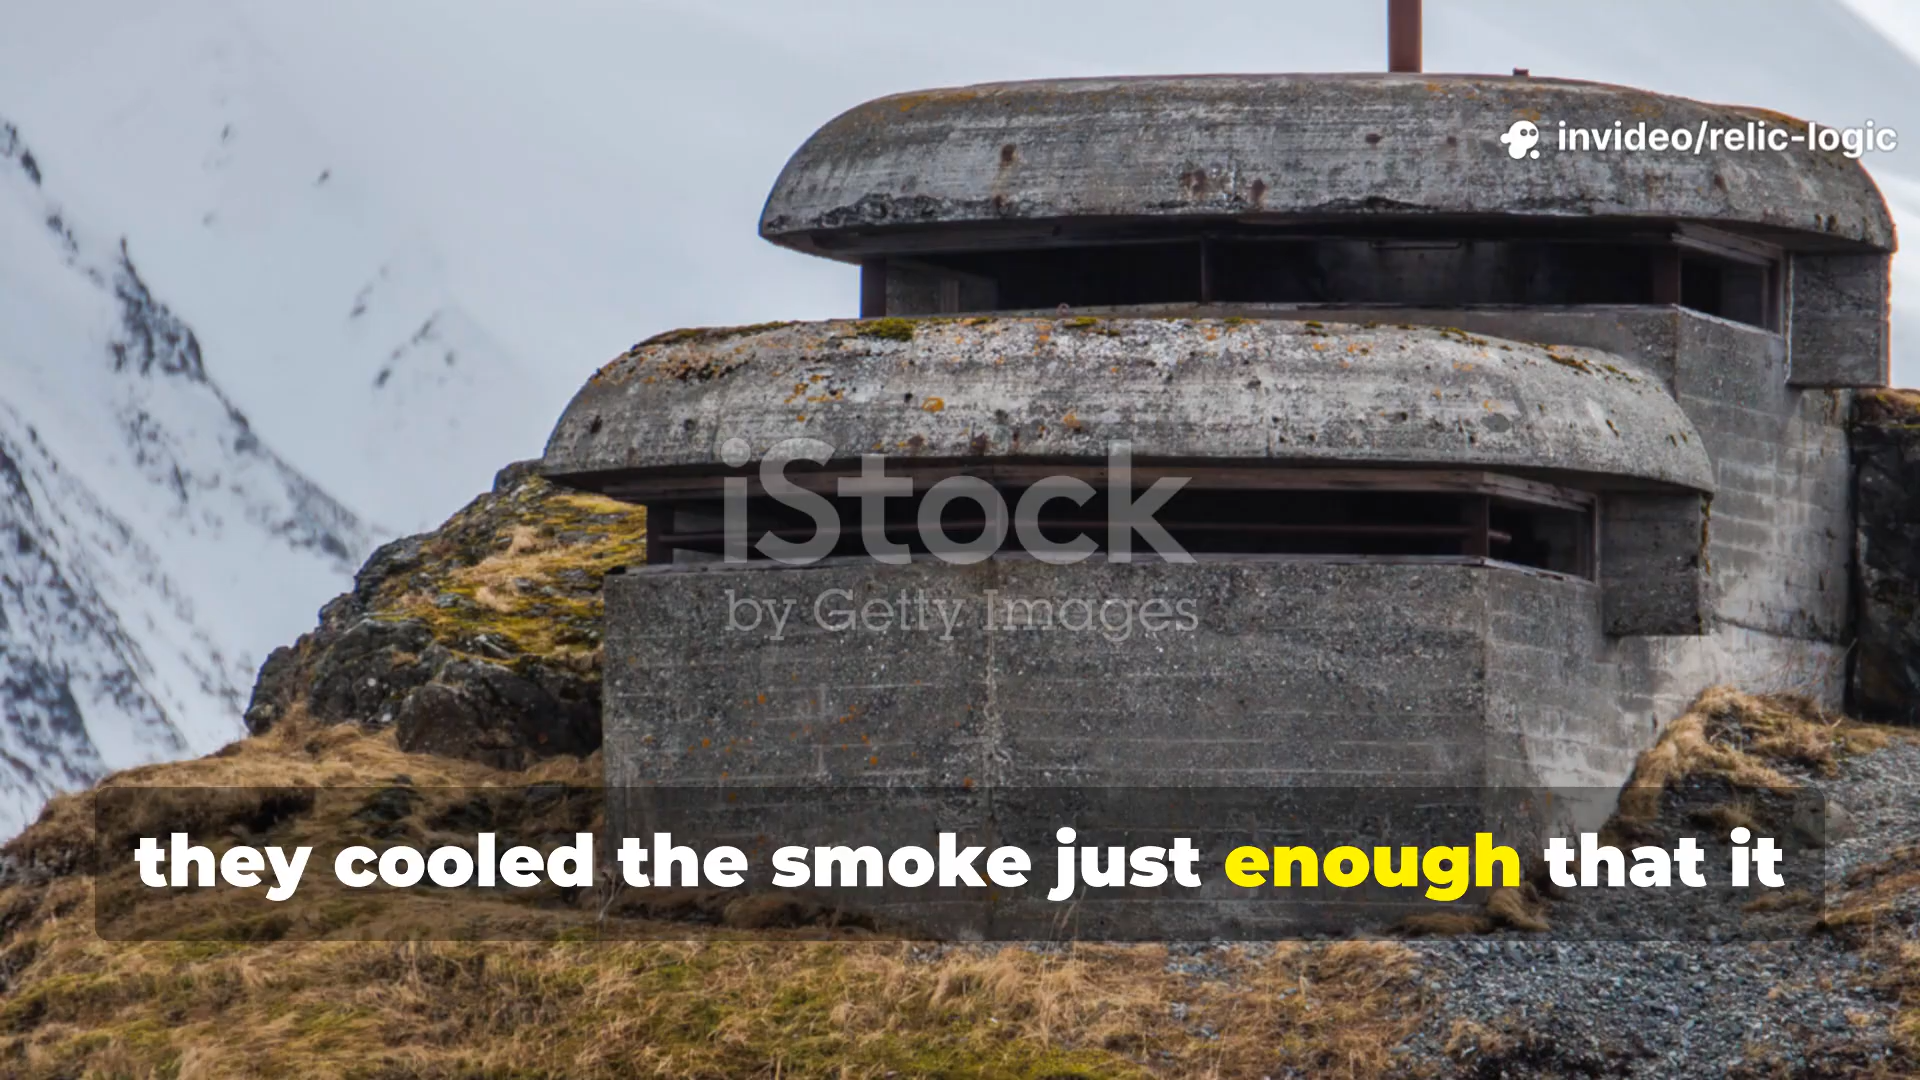 invideo/relic-logic
iStock
by Getty Images
they cooled the smoke just enough that it